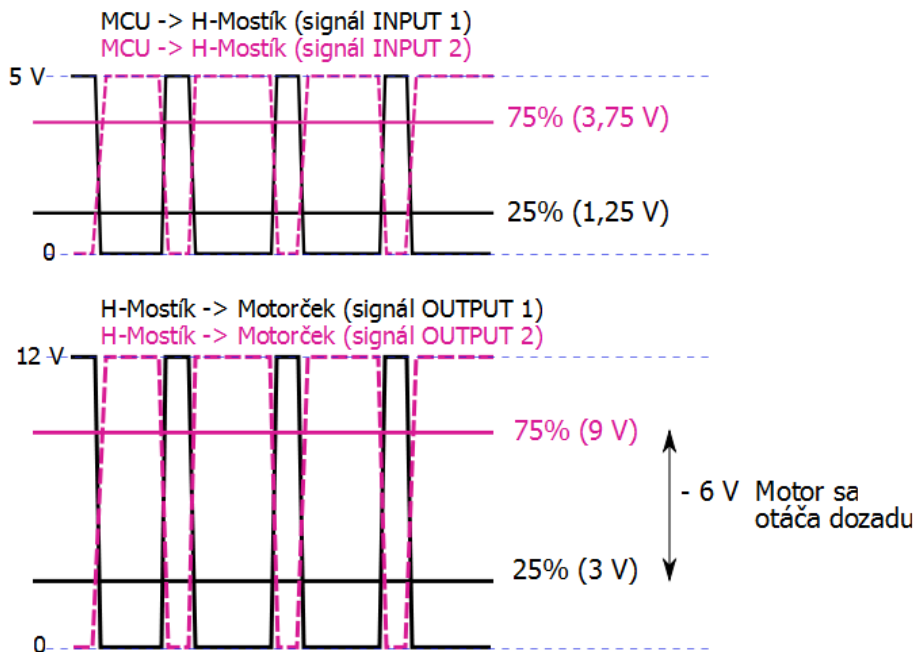 MCU -> H-Mostík (signál INPUT 1)
MCU -> H-Mostík (signál INPUT 2)
5 V
75% (3,75 V)
25% (1,25 V)
0
H-Mostík -> Motorček (signál OUTPUT 1)
H-Mostík -> Motorček (signál OUTPUT 2)
12 V
75% (9 V)
- 6 V Motor sa
otáča dozadu
25% (3 V)
0